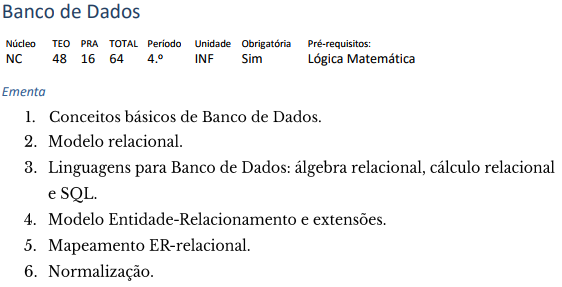 Banco de Dados
Núcleo TEO PRA TOTAL Período Unidade Obrigatória Pré-requisitos:
NC 48 16 64 4.º INF Sim Lógica Matemática
Ementa
1. Conceitos básicos de Banco de Dados.
2. Modelo relacional.
3. Linguagens para Banco de Dados: álgebra relacional, cálculo relacional
e SQL.
4. Modelo Entidade-Relacionamento e extensões.
5. Mapeamento ER-relacional.
6. Normalização.